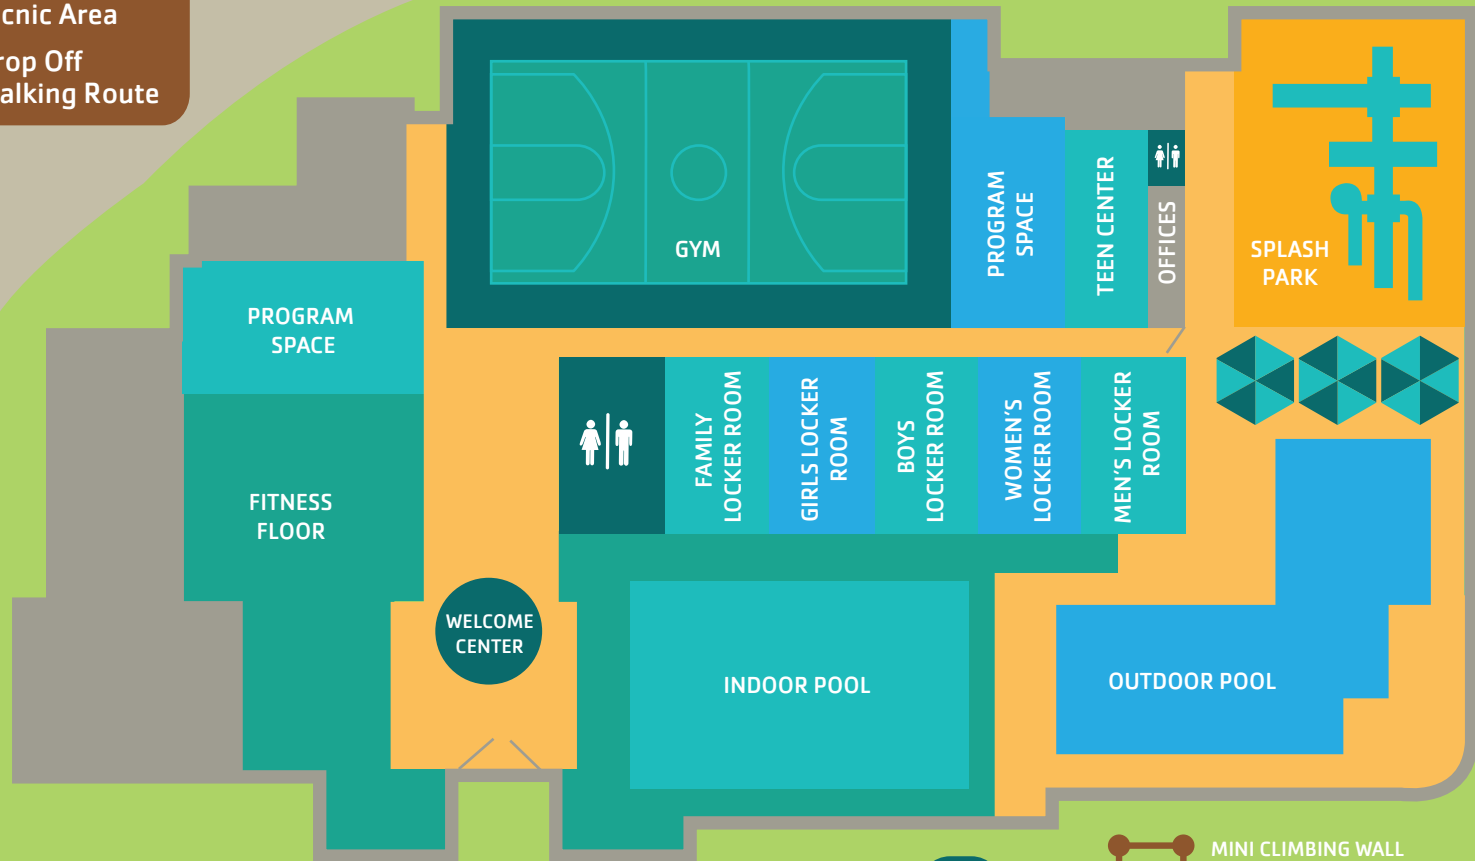 cnic Area
rop Off
alking Route
GYM
PROGRAM
SPACE
TEEN CENTER
OFFICES
SPLASH
PARK
PROGRAM
SPACE
FITNESS
FLOOR
FAMILY
LOCKER ROOM
GIRLS LOCKER
ROOM
BOYS
LOCKER ROOM
WOMEN'S
LOCKER ROOM
MEN'S LOCKER
ROOM
WELCOME
CENTER
INDOOR POOL
OUTDOOR POOL
MINI CLIMBING WALL